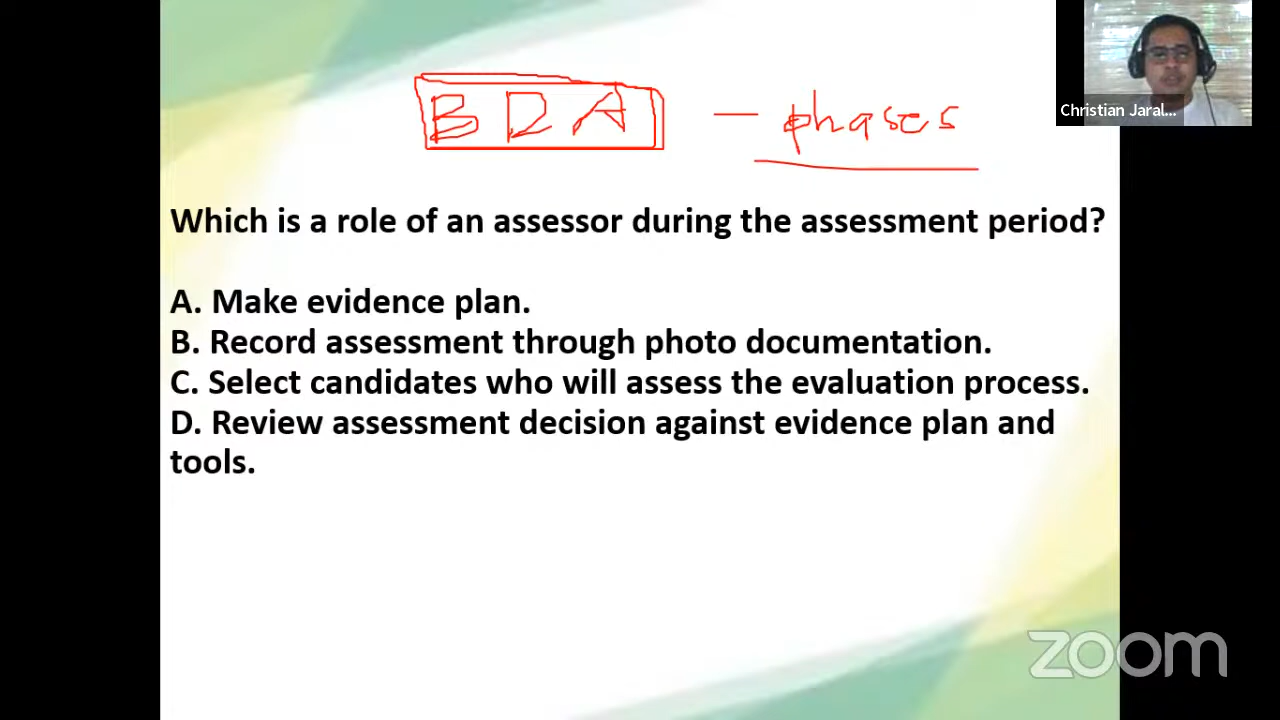 B D A — phases
Christian Jaral...
Which is a role of an assessor during the assessment period?
A. Make evidence plan.
B. Record assessment through photo documentation.
C. Select candidates who will assess the evaluation process.
D. Review assessment decision against evidence plan and
tools.
zoom